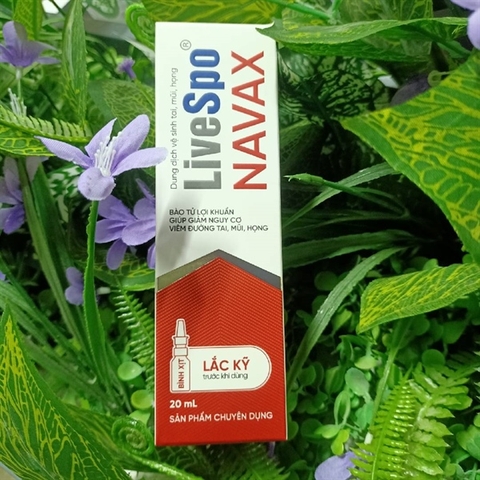 Dung dịch vệ sinh tai, mũi, họng
LiveSpo®
NAVAX
BÀO TỬ LỢI KHUẨN
GIÚP GIẢM NGUY CƠ
VIÊM ĐƯỜNG TAI, MŨI, HỌNG
BÌNH XỊT
LẮC KỸ
trước khi dùng
20 mL
SẢN PHẨM CHUYÊN DỤNG